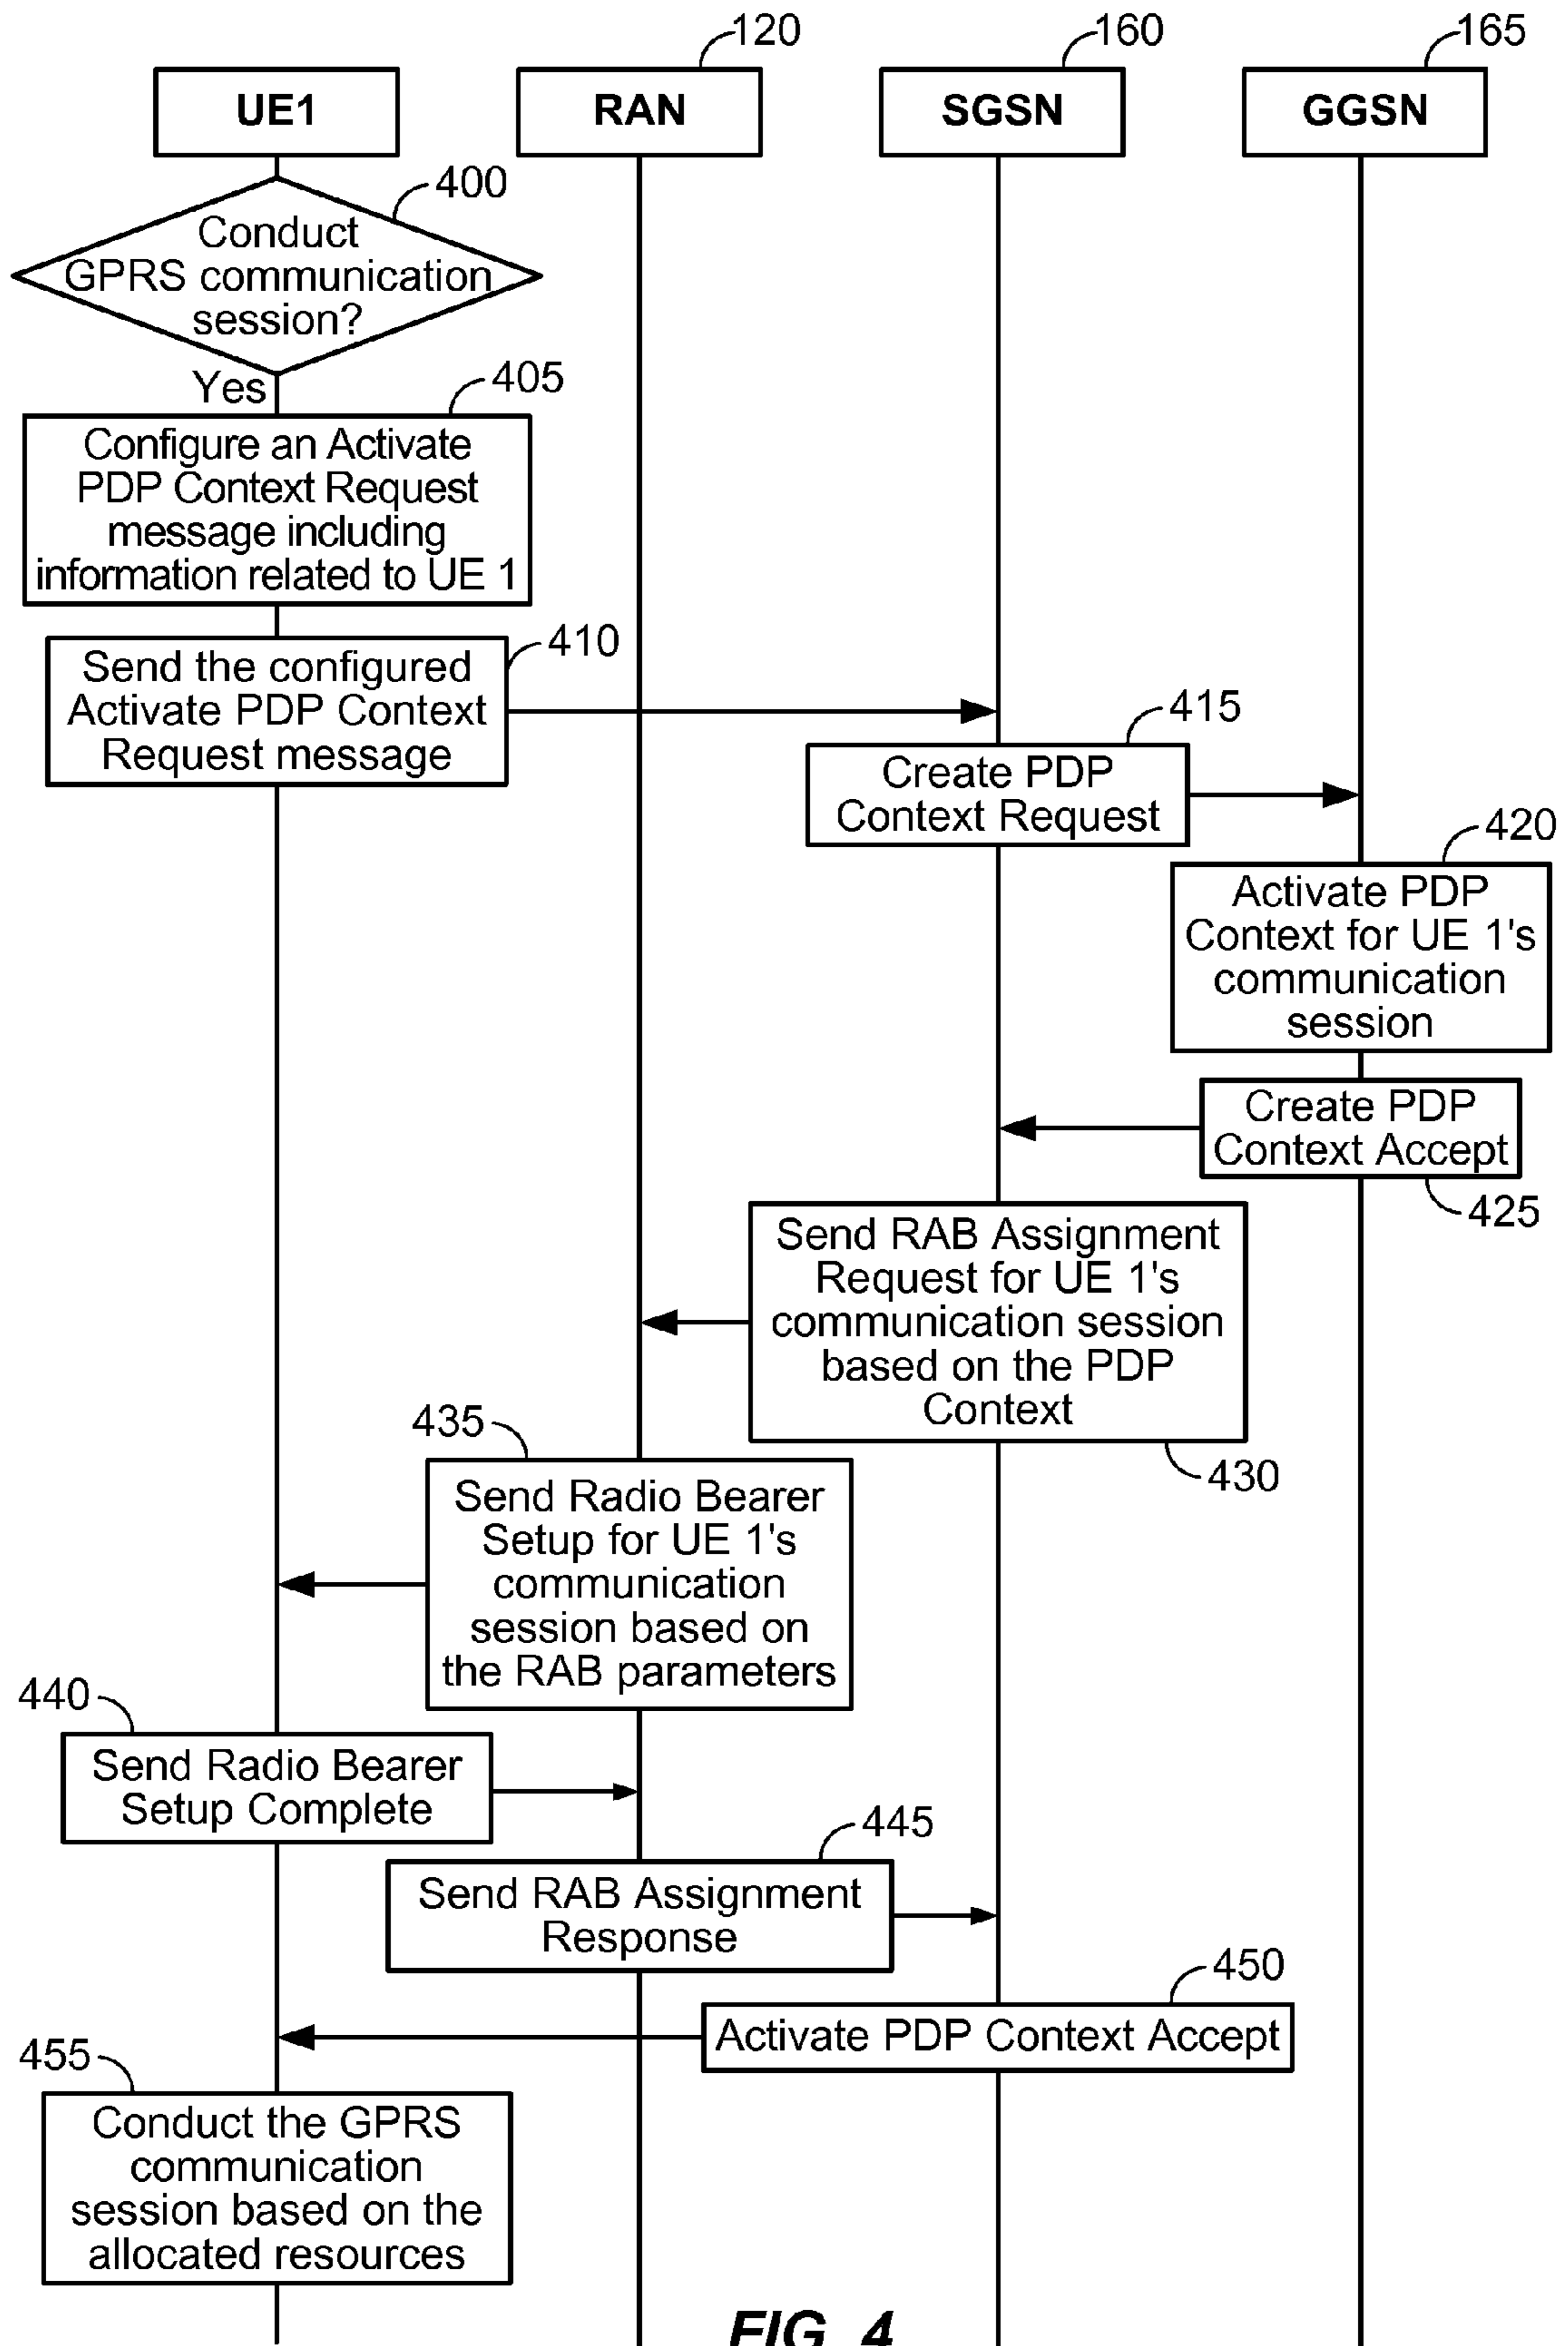 120
160
165
UE1
RAN
SGSN
GGSN
400
Conduct
GPRS communication
session?
Yes
405
Configure an Activate
PDP Context Request
message including
information related to UE 1
410
Send the configured
Activate PDP Context
Request message
415
Create PDP
Context Request
420
Activate PDP
Context for UE 1's
communication
session
Create PDP
Context Accept
425
Send RAB Assignment
Request for UE 1's
communication session
based on the PDP
Context
430
435
Send Radio Bearer
Setup for UE 1's
communication
session based on
the RAB parameters
440
Send Radio Bearer
Setup Complete
445
Send RAB Assignment
Response
450
Activate PDP Context Accept
455
Conduct the GPRS
communication
session based on the
allocated resources
FIG. 4